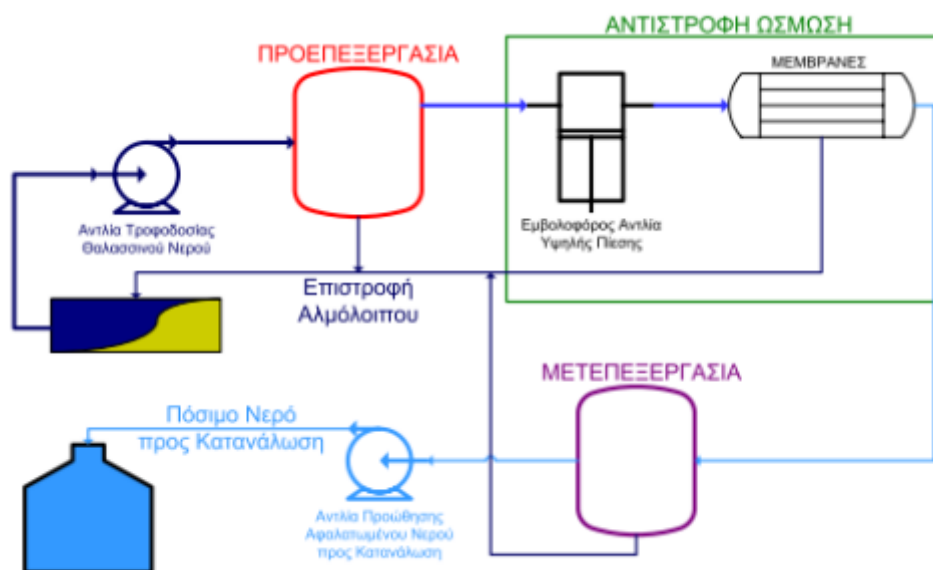 ΑΝΤΙΣΤΡΟΦΗ ΩΣΜΩΣΗ
ΠΡΟΕΠΕΞΕΡΓΑΣΙΑ
ΜΕΜΒΡΑΝΕΣ
Αντλία Τροφοδοσίας
Θαλασσινού Νερού
Εμβολοφόρος Αντλία
Υψηλής Πίεσης
Επιστροφή
Αλμόλοιπου
ΜΕΤΕΠΕΞΕΡΓΑΣΙΑ
Πόσιμο Νερό
προς Κατανάλωση
Αντλία Προώθησης
Αφαλατωμένου Νερού
προς Κατανάλωση